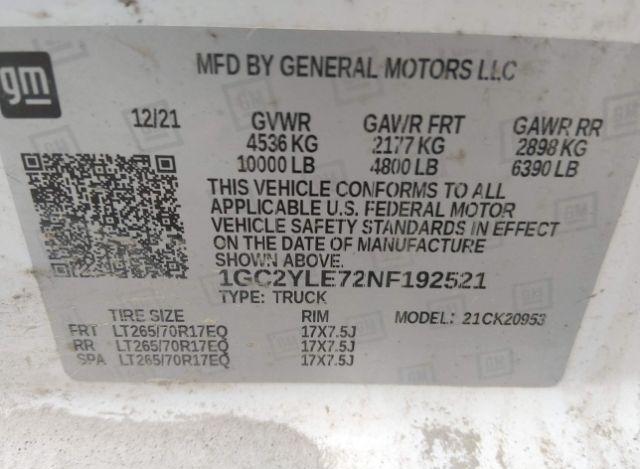 gm
MFD BY GENERAL MOTORS LLC
12/21 GVWR GAWR FRT GAWR RR
4536 KG 2177 KG 2898 KG
10000 LB 4800 LB 6390 LB
THIS VEHICLE CONFORMS TO ALL
APPLICABLE U.S. FEDERAL MOTOR
VEHICLE SAFETY STANDARDS IN EFFECT
ON THE DATE OF MANUFACTURE
SHOWN ABOVE.
1GC2YLE72NF192521
TYPE: TRUCK
TIRE SIZE RIM MODEL: 21CK20953
FRT LT265/70R17EQ 17X7.5J
RR LT265/70R17EQ 17X7.5J
SPA LT265/70R17EQ 17X7.5J